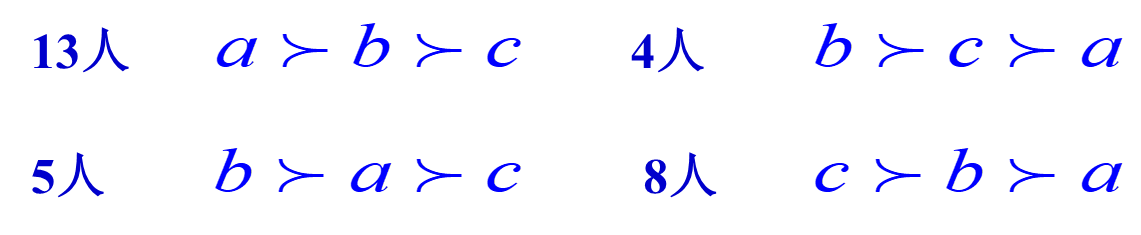 13人 a ≻ b ≻ c 4人 b ≻ c ≻ a
5人 b ≻ a ≻ c 8人 c ≻ b ≻ a